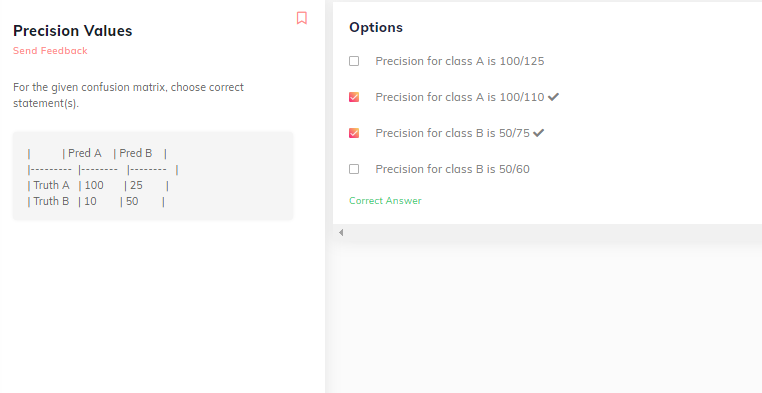 Precision Values
Send Feedback
For the given confusion matrix, choose correct
statement(s).
|          | Pred A    | Pred B    |
|---------  |--------   |--------   |
| Truth A   | 100       | 25        |
| Truth B   | 10        | 50        |
Options
Precision for class A is 100/125
Precision for class A is 100/110
Precision for class B is 50/75
Precision for class B is 50/60
Correct Answer